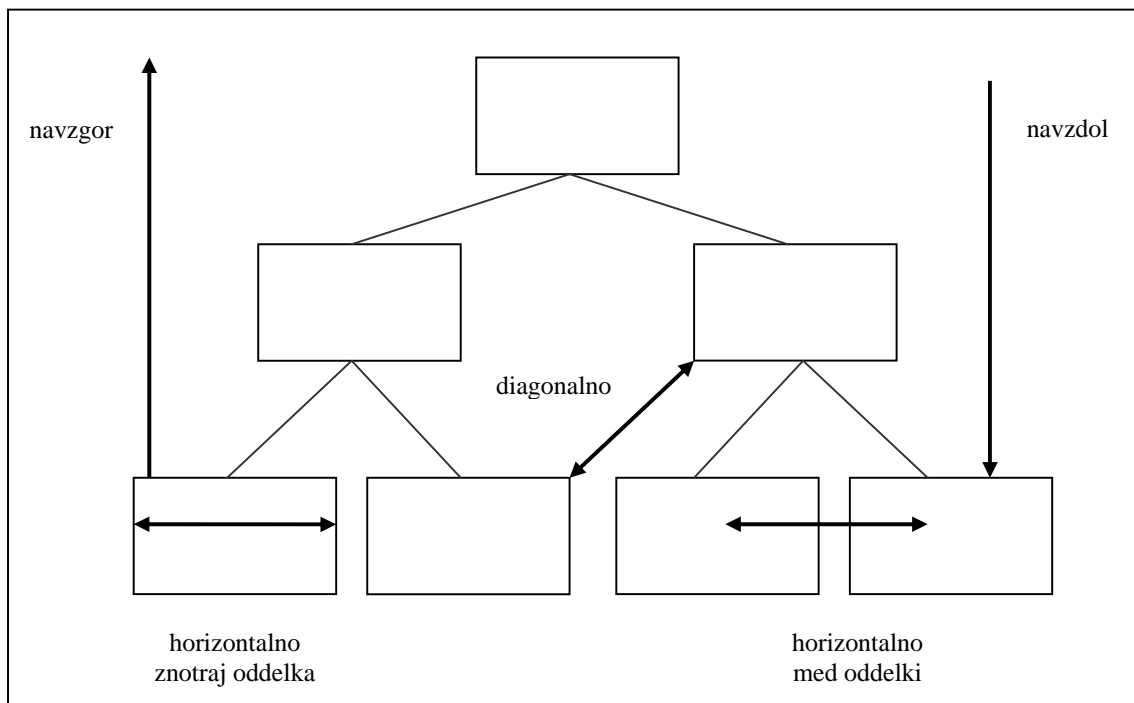 navzgor
navzdol
diagonalno
horizontalno
znotraj oddelka
horizontalno
med oddelki